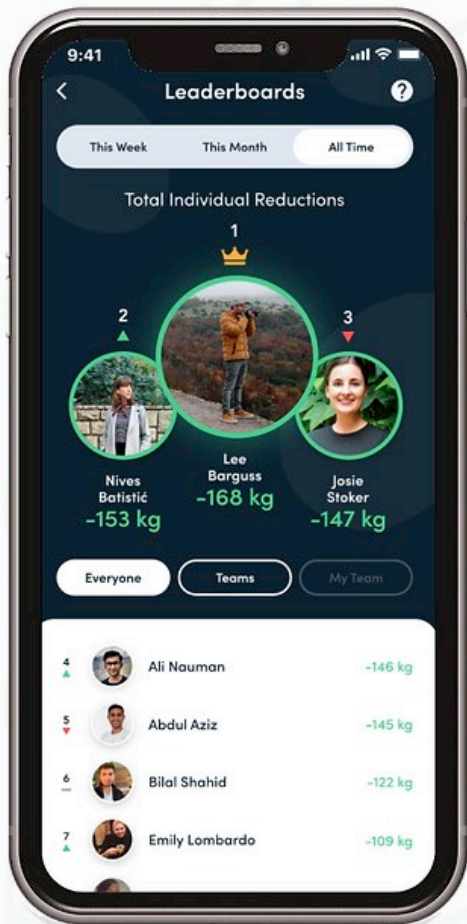 9:41
Leaderboards
?
This Week This Month All Time
Total Individual Reductions
1
2
3
Lee
Barguss
-168 kg
Nives
Batistić
-153 kg
Josie
Stoker
-147 kg
Everyone Teams My Team
4 Ali Nauman -146 kg
5 Abdul Aziz -145 kg
6 Bilal Shahid -122 kg
7 Emily Lombardo -109 kg